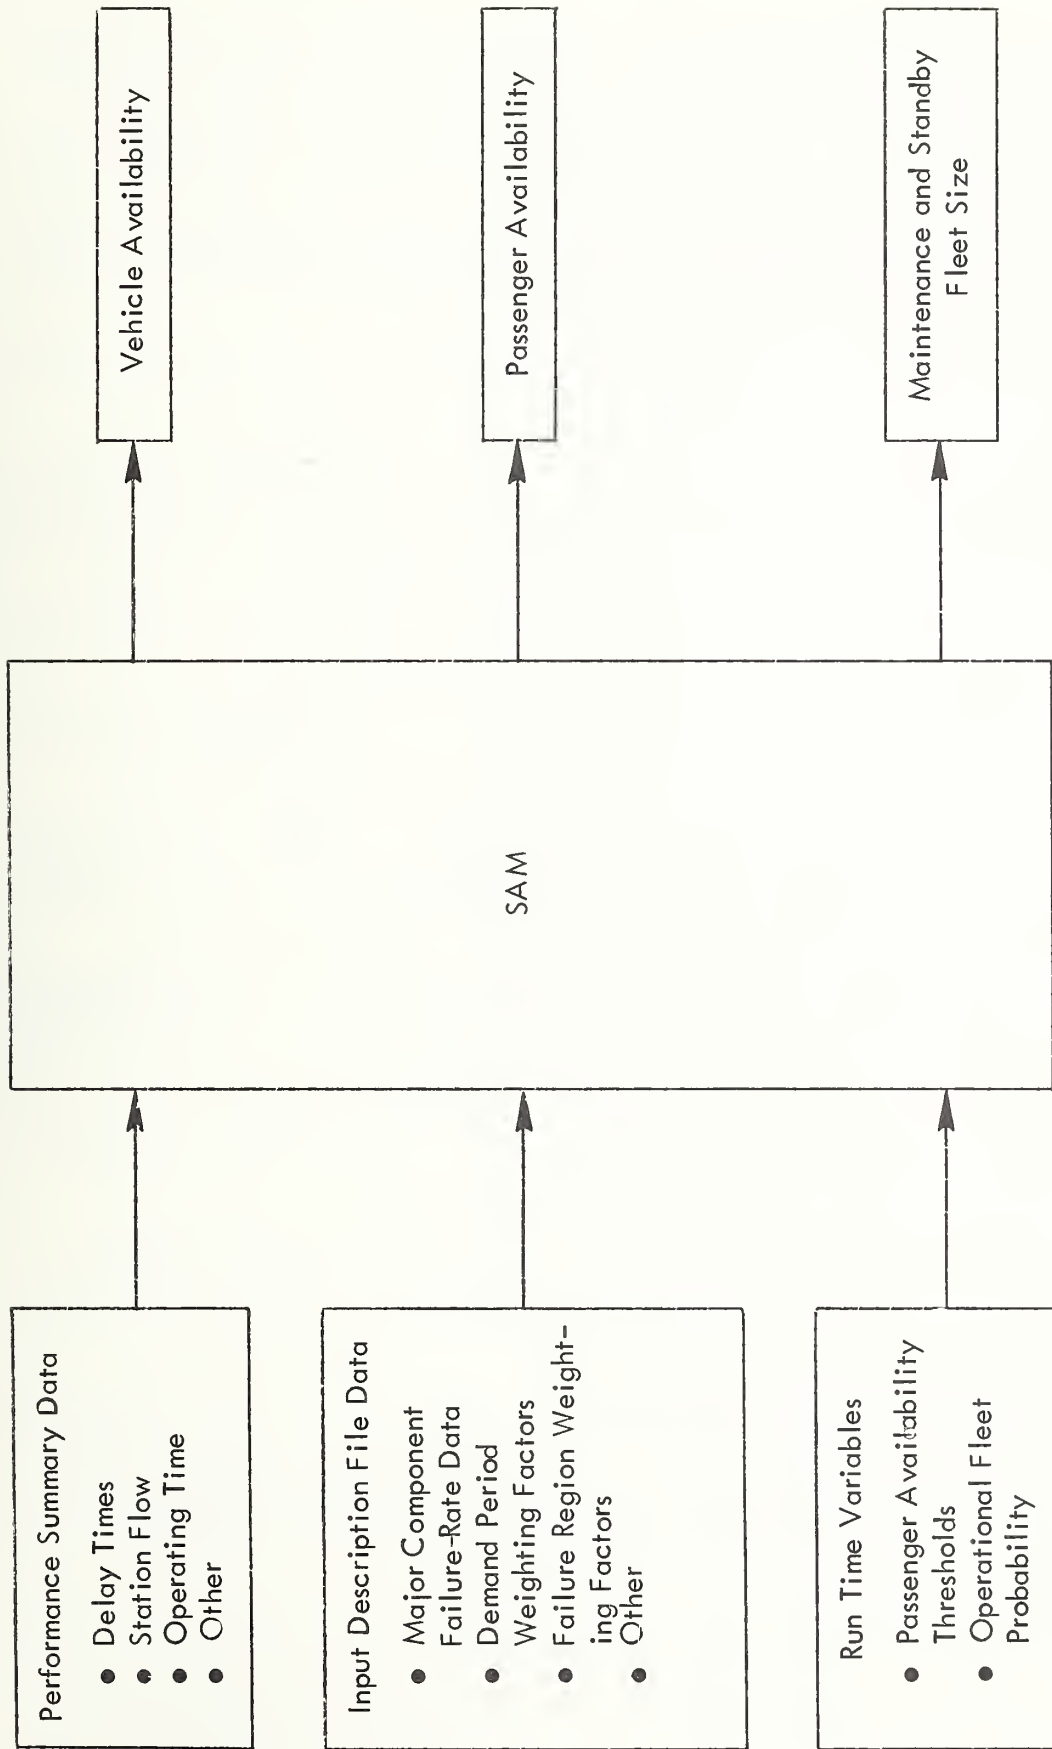 Performance Summary Data
● Delay Times
● Station Flow
● Operating Time
● Other
Input Description File Data
● Major Component
Failure-Rate Data
● Demand Period
Weighting Factors
● Failure Region Weight-
ing Factors
● Other
Run Time Variables
● Passenger Availability
Thresholds
● Operational Fleet
Probability
SAM
Vehicle Availability
Passenger Availability
Maintenance and Standby
Fleet Size